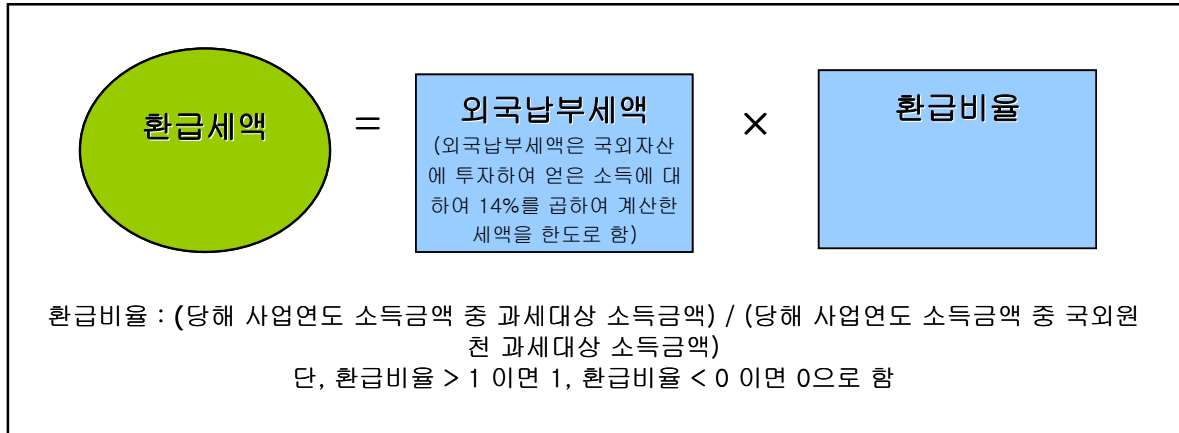 환급세액 = 외국납부세액 × 환급비율
(외국납부세액은 국외자산
에 투자하여 얻은 소득에 대
하여 14%를 곱하여 계산한
세액을 한도로 함)
환급비율 : (당해 사업연도 소득금액 중 과세대상 소득금액) / (당해 사업연도 소득금액 중 국외원
천 과세대상 소득금액)
단, 환급비율 > 1 이면 1, 환급비율 < 0 이면 0으로 함